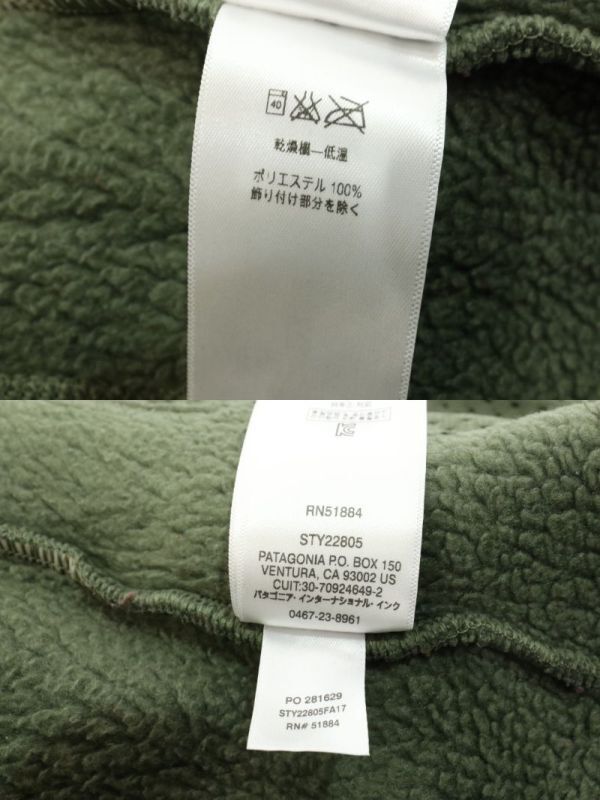 40
乾燥機—低温
ポリエステル 100%
飾り付け部分を除く
RN51884
STY22805
PATAGONIA P.O. BOX 150
VENTURA, CA 93002 US
CUIT:30-70924649-2
パタゴニア・インターナショナル・インク
0467-23-8961
PO 281629
STY22805FA17
RN# 51884